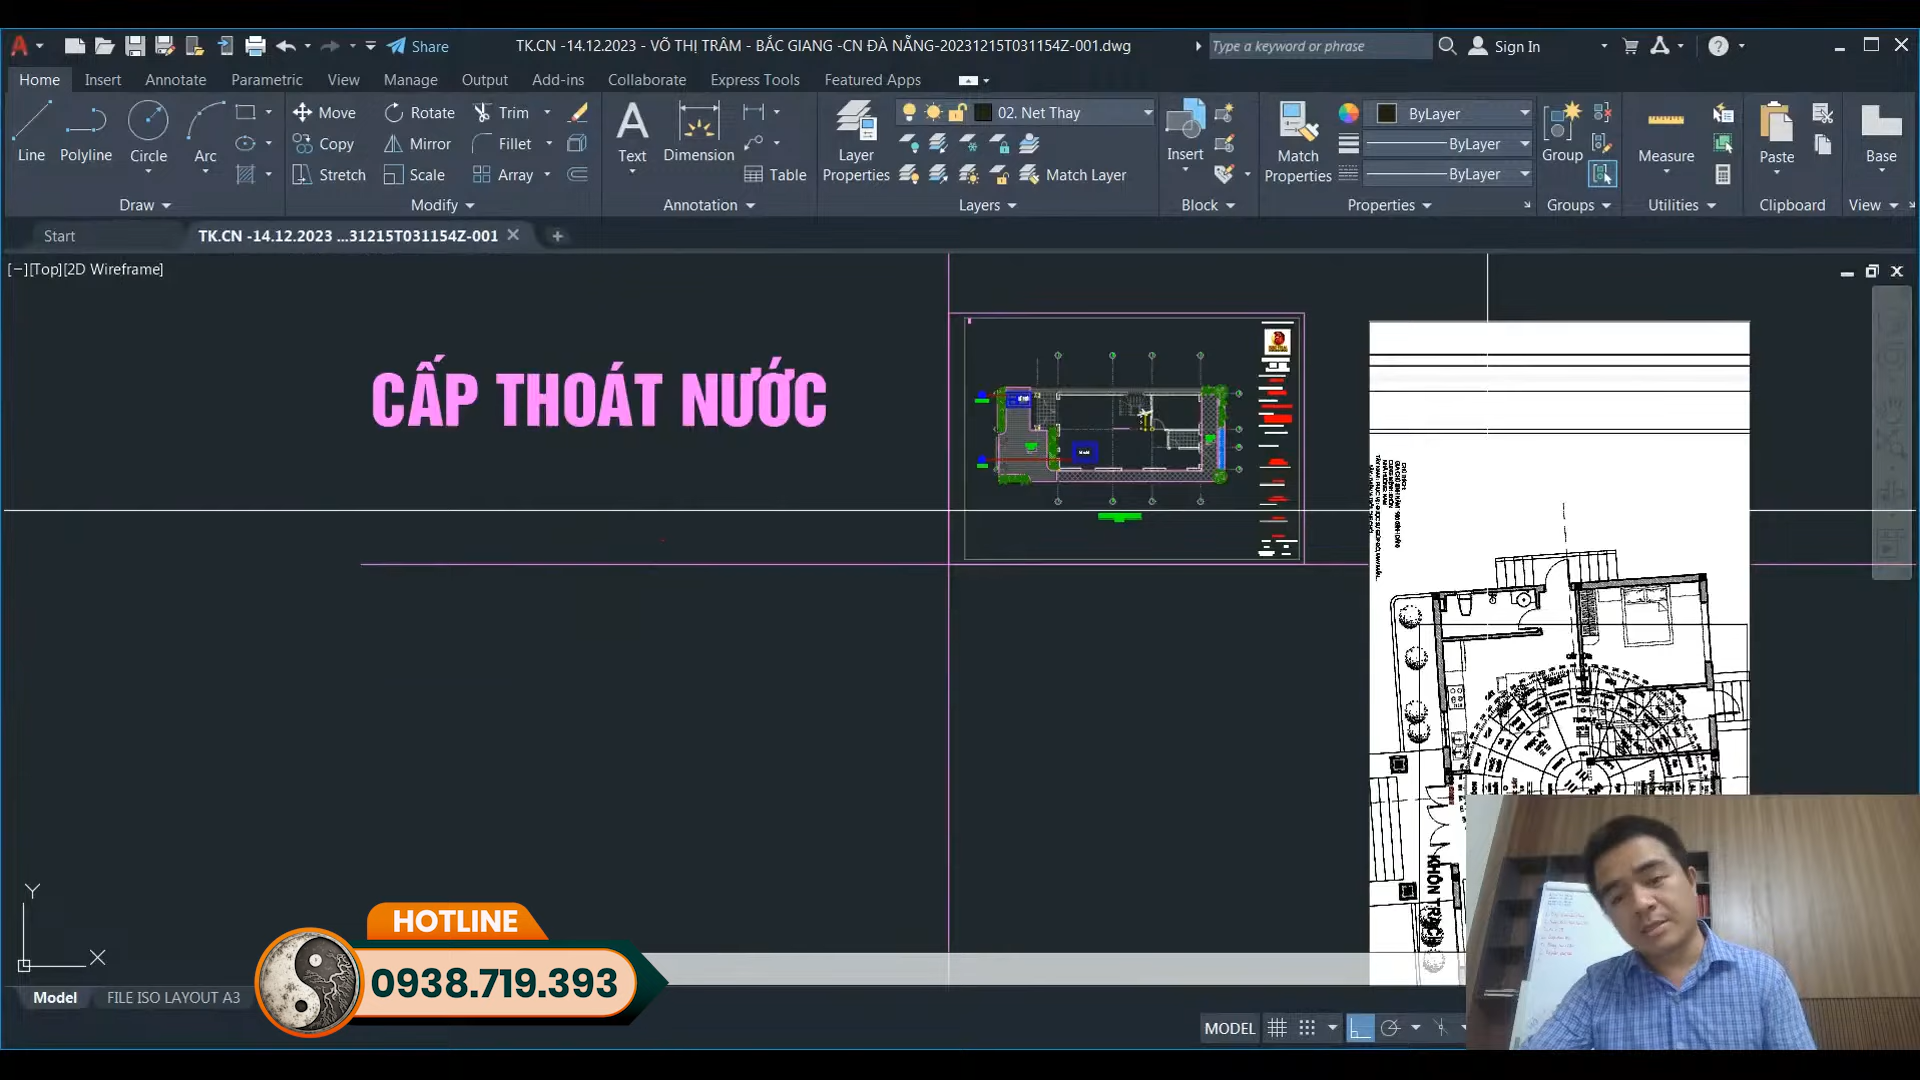 Share
TK.CN -14.12.2023 - VÕ THỊ TRÂM - BẮC GIANG -CN ĐÀ NẴNG-20231215T031154Z-001.dwg
Type a keyword or phrase
Sign In
Home Insert Annotate Parametric View Manage Output Add-ins Collaborate Express Tools Featured Apps
Line Polyline Circle Arc
Move Rotate Trim
Copy Mirror Fillet
Stretch Scale Array
Text Dimension Table
Layer Properties
02. Net Thay
Match Layer
Insert
Match Properties
ByLayer
ByLayer
ByLayer
Group Measure Paste Base
Draw Modify Annotation Layers Block Properties Groups Utilities Clipboard View
Start
TK.CN -14.12.2023 ...31215T031154Z-001
[−][Top][2D Wireframe]
CẤP THOÁT NƯỚC
KHÔN TRẠCH
Y
X
HOTLINE
0938.719.393
Model FILE ISO LAYOUT A3
MODEL